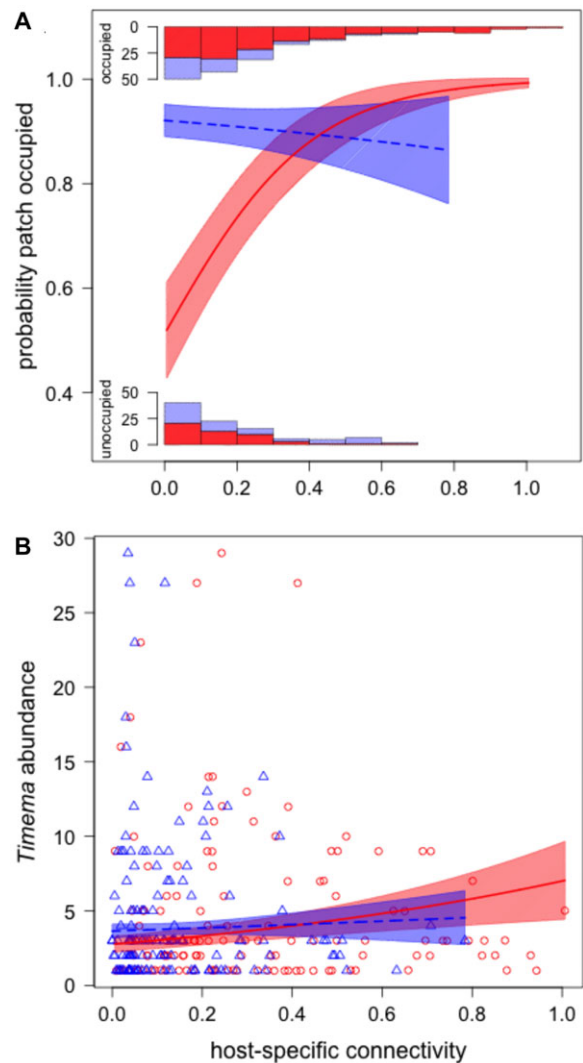 A
probability patch occupied
occupied
0
25
50
1.0
0.8
0.6
0.4
unoccupied
50
25
0
0.0 0.2 0.4 0.6 0.8 1.0
B
Timema abundance
30
25
20
15
10
5
0
0.0 0.2 0.4 0.6 0.8 1.0
host-specific connectivity